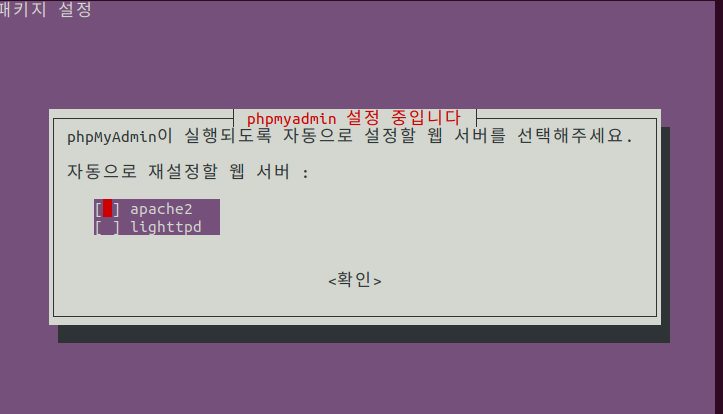 패키지 설정
phpmyadmin 설정 중입니다
phpMyAdmin이 실행되도록 자동으로 설정할 웹 서버를 선택해주세요.
자동으로 재설정할 웹 서버 :
[ ] apache2
[ ] lighttpd
<확인>